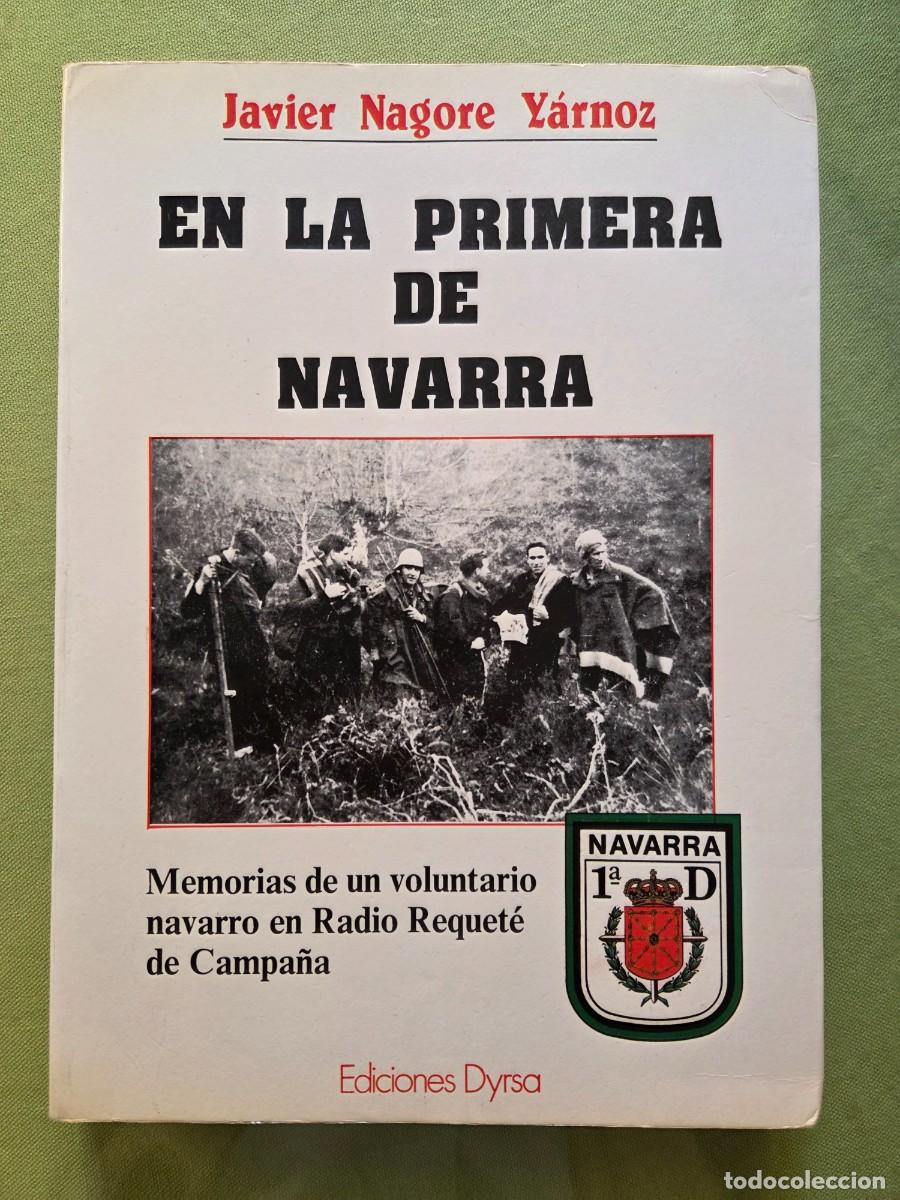 Javier Nagore Yárnoz
EN LA PRIMERA
DE
NAVARRA
Memorias de un voluntario
navarro en Radio Requeté
de Campaña
NAVARRA
1ª D
Ediciones Dyrsa
todocoleccion